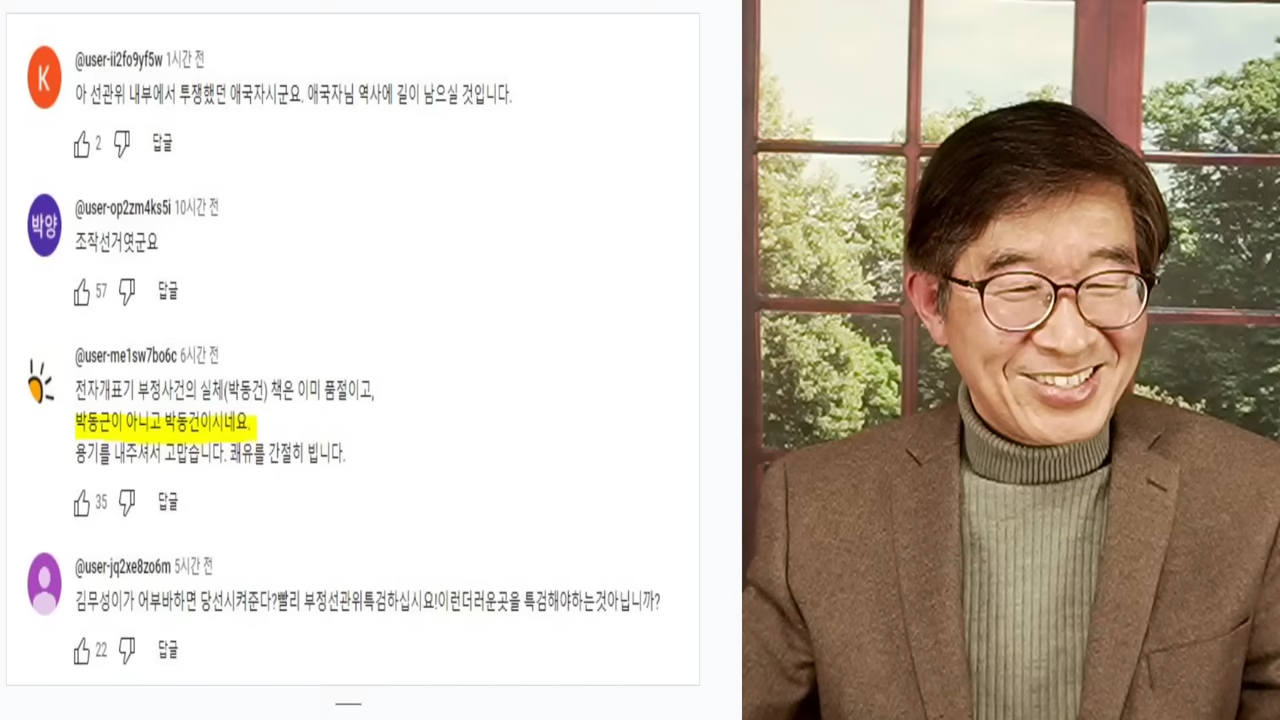 K
@user-ii2fo9yf5w 1시간 전
아 선관위 내부에서 투쟁했던 애국자시군요. 애국자님 역사에 길이 남으실 것입니다.
2 답글
박양
@user-op2zm4ks5i 10시간 전
조작선거엿군요
57 답글
@user-me1sw7bo6c 6시간 전
전자개표기 부정사건의 실체(박동건) 책은 이미 품절이고,
박동근이 아니고 박동건이시네요.
용기를 내주셔서 고맙습니다. 쾌유를 간절히 빕니다.
35 답글
@user-jq2xe8zo6m 5시간 전
김무성이가 어부바하면 당선시켜준다?빨리 부정선관위특검하십시요!이런더러운곳을 특검해야하는것아닙니까?
22 답글